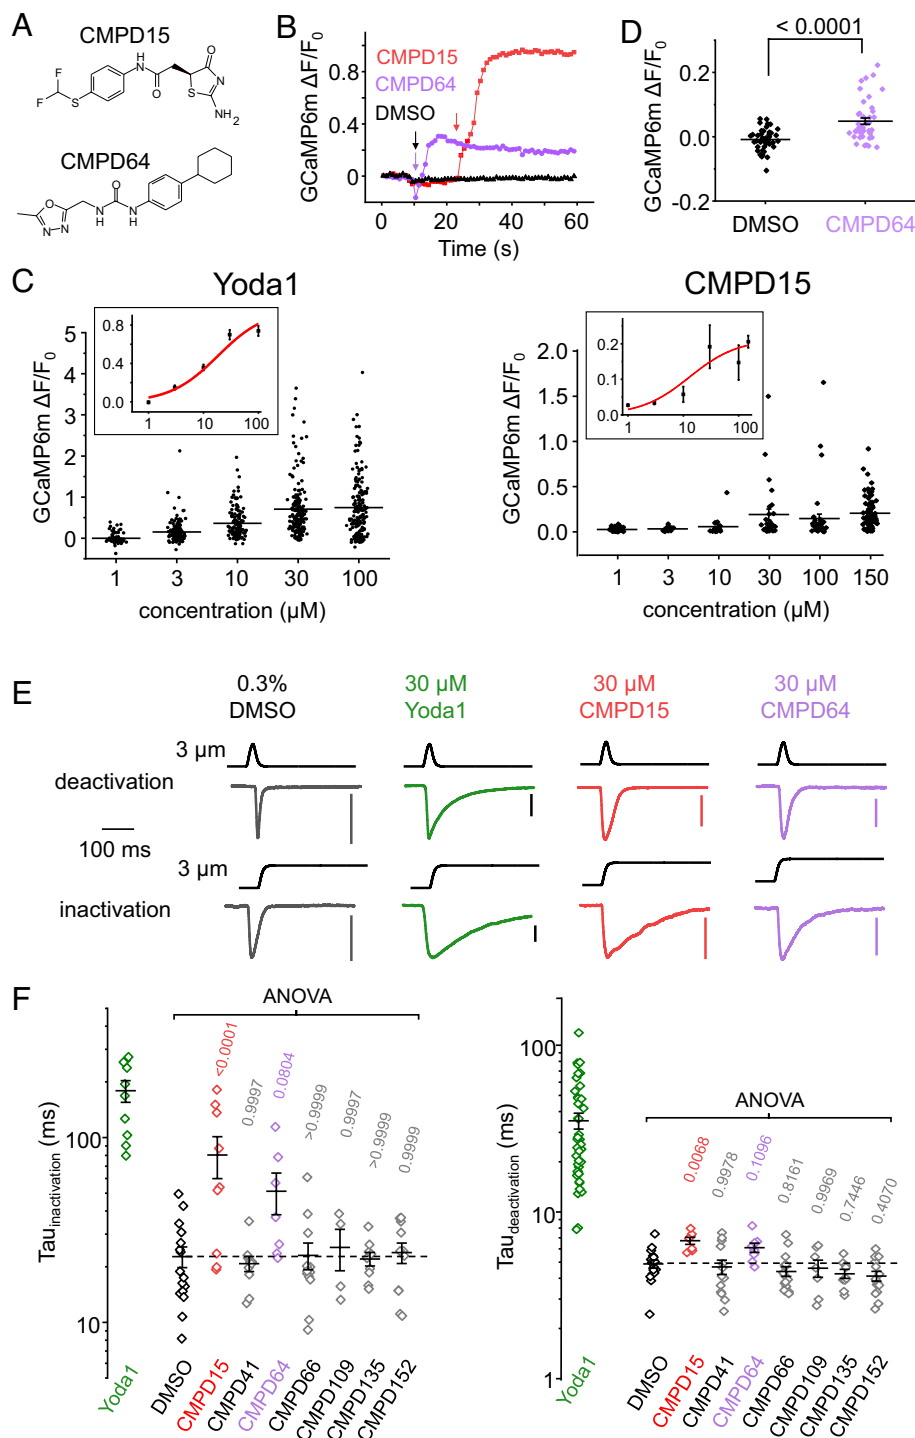 A
CMPD15
H
N
O
O
N
S
NH2
F
F
S
CMPD64
O
N
N
N
H
O
N
H
B
GCaMP6m ΔF/F0
0.8
0.4
0
CMPD15
CMPD64
DMSO
0 20 40 60
Time (s)
D
< 0.0001
GCaMP6m ΔF/F0
0.2
0.0
-0.2
DMSO CMPD64
C
Yoda1
GCaMP6m ΔF/F0
5
4
3
2
1
0
0.8
0.4
0.0
1 10 100
1 3 10 30 100
concentration (µM)
CMPD15
GCaMP6m ΔF/F0
2.0
1.5
1.0
0.5
0.0
0.2
0.1
0.0
1 10 100
1 3 10 30 100 150
concentration (µM)
E
0.3%
DMSO
30 µM
Yoda1
30 µM
CMPD15
30 µM
CMPD64
3 µm
deactivation
100 ms
3 µm
inactivation
F
ANOVA
Tauinactivation (ms)
100
10
<0.0001
0.9997
0.0804
>0.9999
0.9997
>0.9999
0.9999
Yoda1
DMSO
CMPD15
CMPD41
CMPD64
CMPD66
CMPD109
CMPD135
CMPD152
ANOVA
Taudeactivation (ms)
100
10
1
0.0068
0.9978
0.1096
0.8161
0.9969
0.7446
0.4070
Yoda1
DMSO
CMPD15
CMPD41
CMPD64
CMPD66
CMPD109
CMPD135
CMPD152